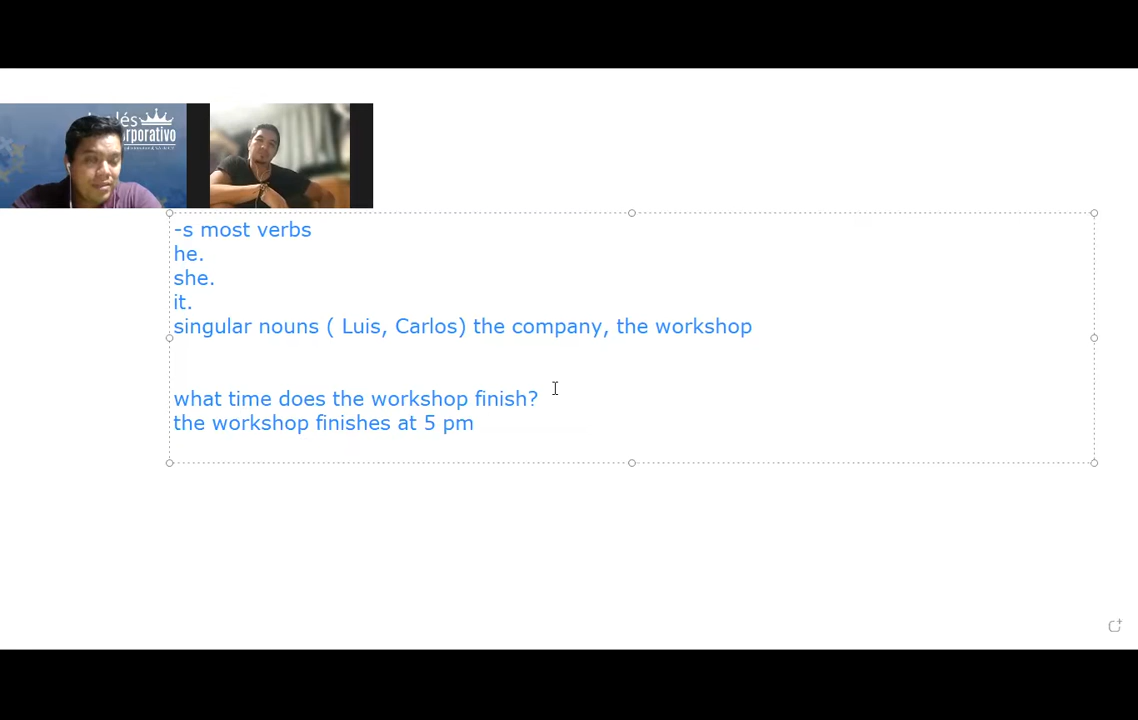 -s most verbs
he.
she.
it.
singular nouns ( Luis, Carlos) the company, the workshop
what time does the workshop finish?
the workshop finishes at 5 pm